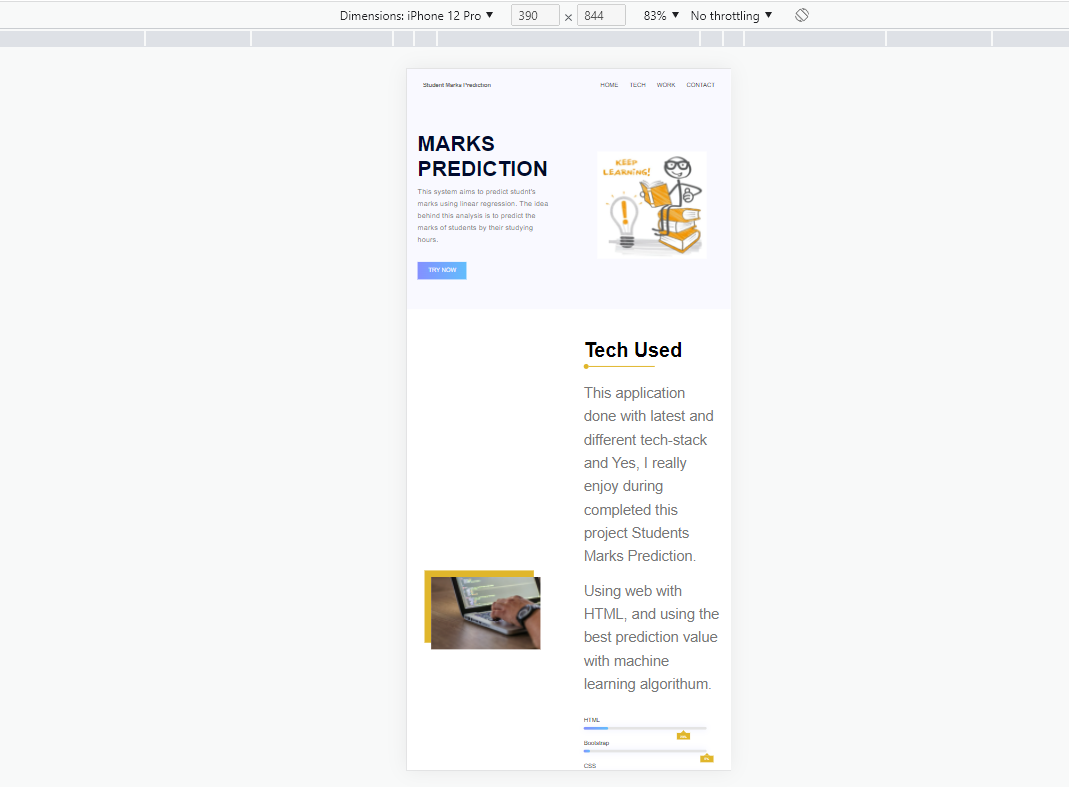 Dimensions: iPhone 12 Pro ▼ 390 × 844 83% ▼ No throttling ▼
Student Marks Prediction HOME TECH WORK CONTACT
MARKS
PREDICTION
This system aims to predict studnt's
marks using linear regression. The idea
behind this analysis is to predict the
marks of students by their studying
hours.
TRY NOW
KEEP
LEARNING!
Tech Used
This application
done with latest and
different tech-stack
and Yes, I really
enjoy during
completed this
project Students
Marks Prediction.
Using web with
HTML, and using the
best prediction value
with machine
learning algorithum.
HTML
Bootstrap
CSS